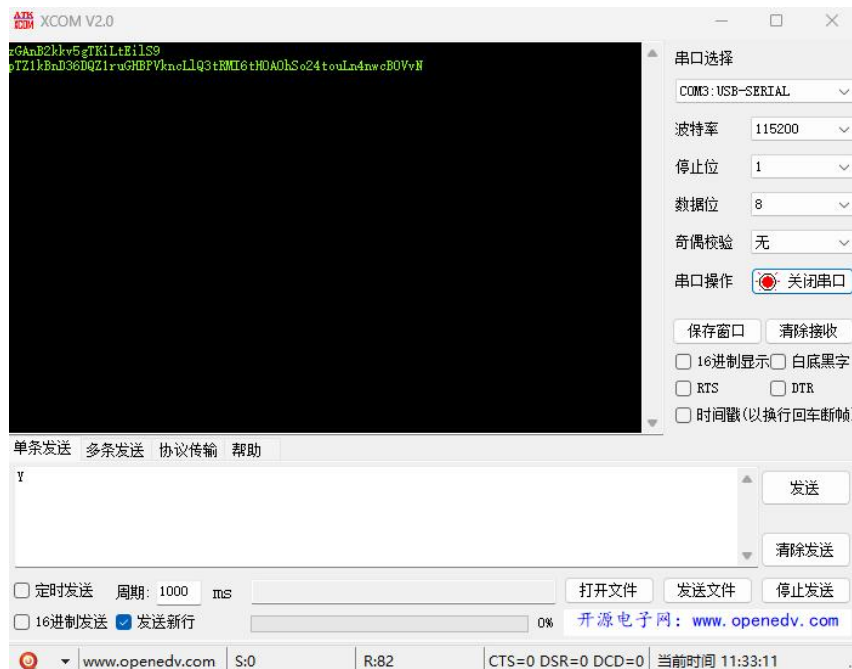 XCOM V2.0
zGAnB2kkv5gTKiLtEilS9
pTZ1kBnD36DQZ1ruGHBPVkncLlQ3tRMI6tHOAOhSo24touLn4nwcBOVvN
串口选择
COM3:USB-SERIAL
波特率 115200
停止位 1
数据位 8
奇偶校验 无
串口操作 关闭串口
保存窗口 清除接收
16进制显示 白底黑字
RTS DTR
时间戳(以换行回车断帧)
单条发送 多条发送 协议传输 帮助
Y
发送
清除发送
定时发送 周期: 1000 ms 打开文件 发送文件 停止发送
16进制发送 发送新行 0% 开源电子网：www.openedv.com
www.openedv.com S:0 R:82 CTS=0 DSR=0 DCD=0 当前时间 11:33:11